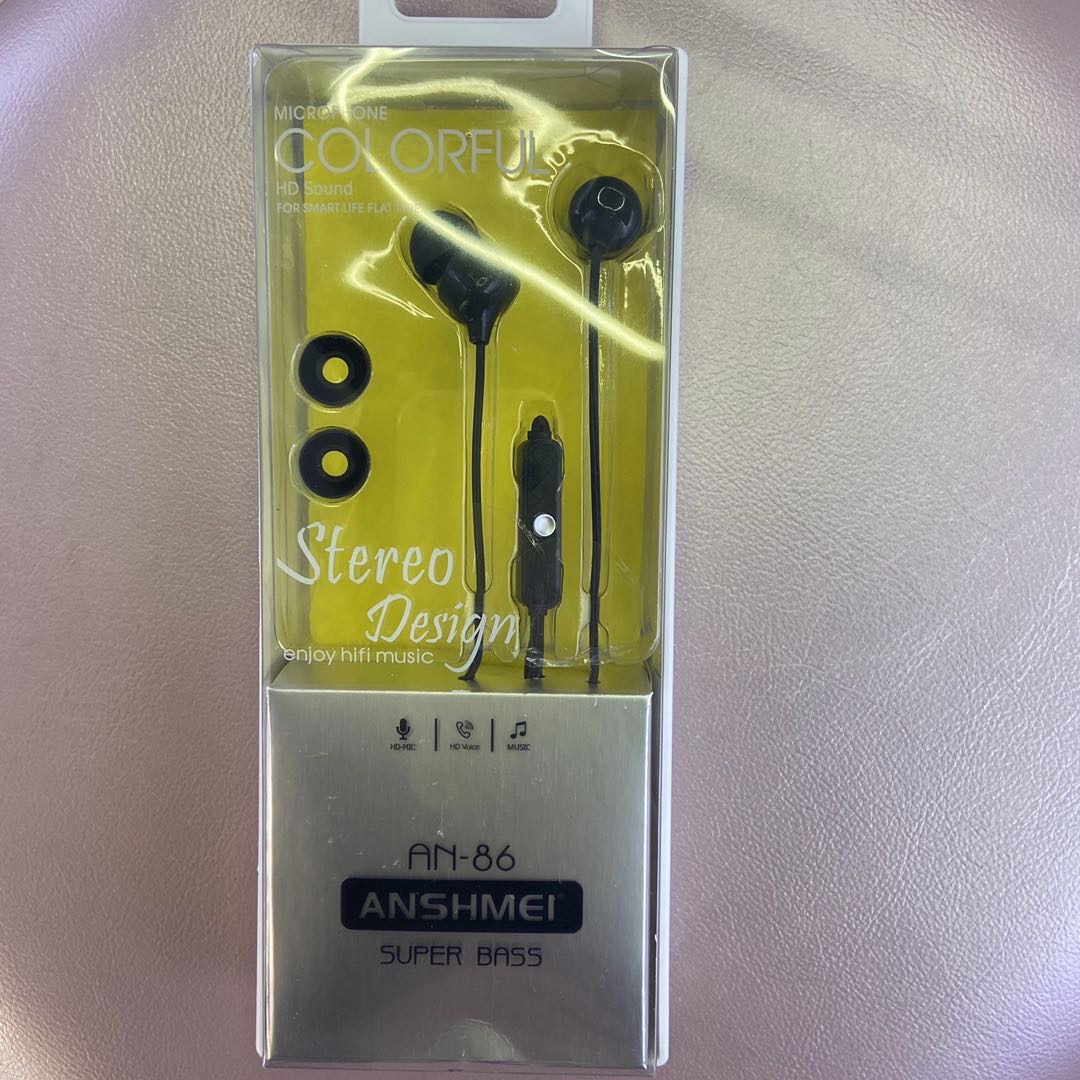 MICROPHONE
COLORFUL
HD Sound
FOR SMART LIFE FLAT
Stereo
Design
enjoy hifi music
HD-MIC
HD Voice
MUSIC
AN-86
ANSHMEI
SUPER BASS